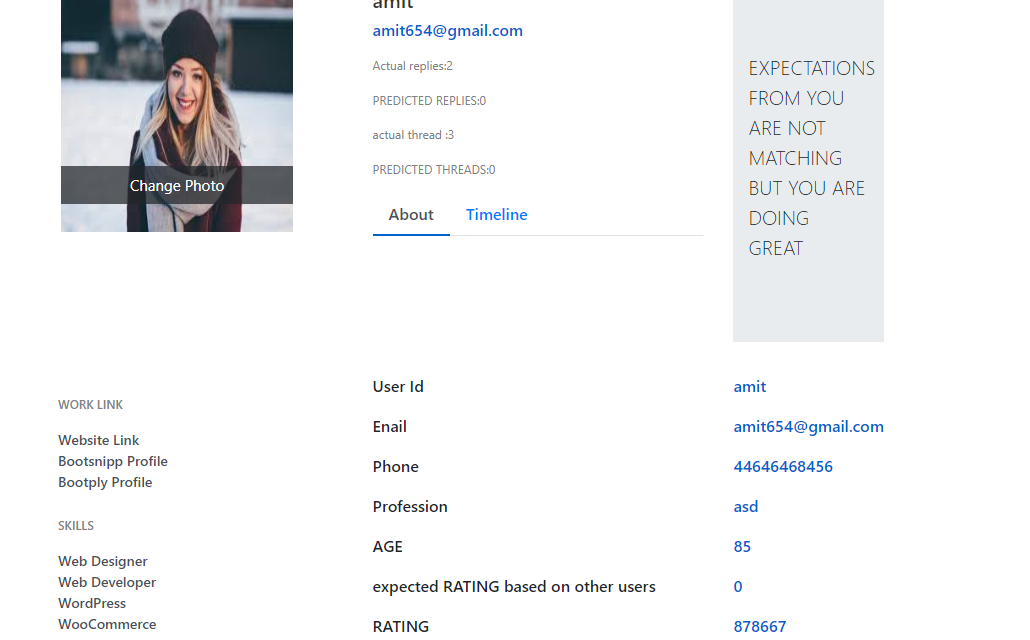 amit
amit654@gmail.com
Actual replies:2
PREDICTED REPLIES:0
actual thread :3
PREDICTED THREADS:0
About Timeline
Change Photo
EXPECTATIONS
FROM YOU
ARE NOT
MATCHING
BUT YOU ARE
DOING
GREAT
WORK LINK
Website Link
Bootsnipp Profile
Bootply Profile
SKILLS
Web Designer
Web Developer
WordPress
WooCommerce
User Id amit
Enail amit654@gmail.com
Phone 44646468456
Profession asd
AGE 85
expected RATING based on other users 0
RATING 878667